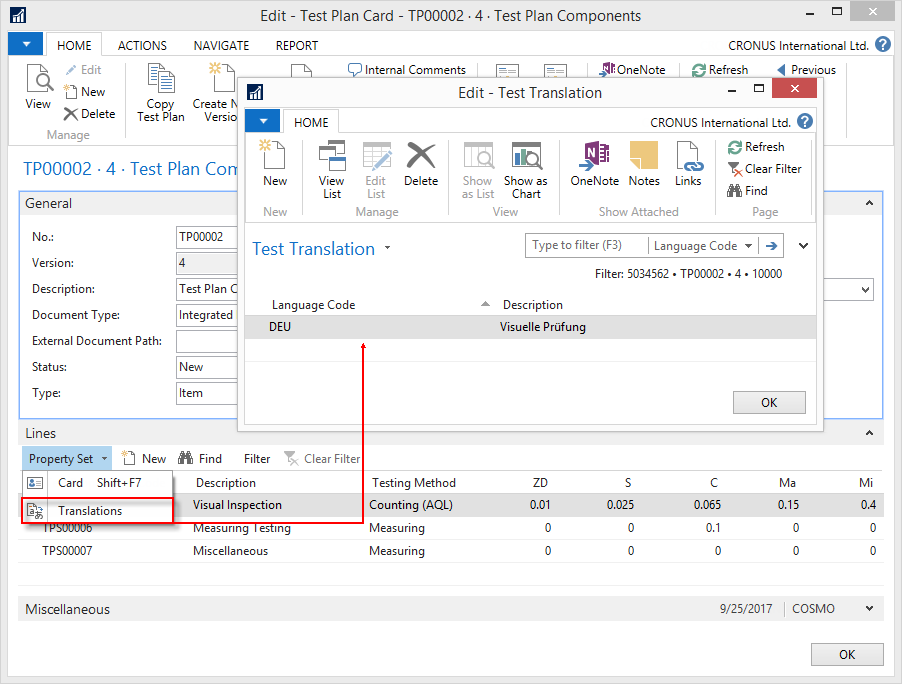 Edit - Test Plan Card - TP00002 · 4 · Test Plan Components
HOME ACTIONS NAVIGATE REPORT CRONUS International Ltd. ?
View
Edit
New
Delete
Manage
Copy
Test Plan
Create N
Versio
Internal Comments
OneNote
Refresh
Previous
TP00002 · 4 · Test Plan Com
General
No.: TP00002
Version: 4
Description: Test Plan C
Document Type: Integrated
External Document Path:
Status: New
Type: Item
Edit - Test Translation
HOME CRONUS International Ltd. ?
New
New
View
List
Edit
List
Delete
Manage
Show
as List
Show as
Chart
View
OneNote
Notes
Links
Show Attached
Refresh
Clear Filter
Find
Page
Test Translation
Type to filter (F3) Language Code
Filter: 5034562 • TP00002 • 4 • 10000
Language Code Description
DEU Visuelle Prüfung
OK
Lines
Property Set New Find Filter Clear Filter
Card Shift+F7
Translations
Description Testing Method ZD S C Ma Mi
Visual Inspection Counting (AQL) 0.01 0.025 0.065 0.15 0.4
TPS00006 Measuring Testing Measuring 0 0 0.1 0 0
TPS00007 Miscellaneous Measuring 0 0 0 0 0
Miscellaneous 9/25/2017 COSMO
OK